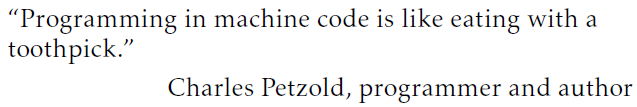 “Programming in machine code is like eating with a
toothpick.”
Charles Petzold, programmer and author